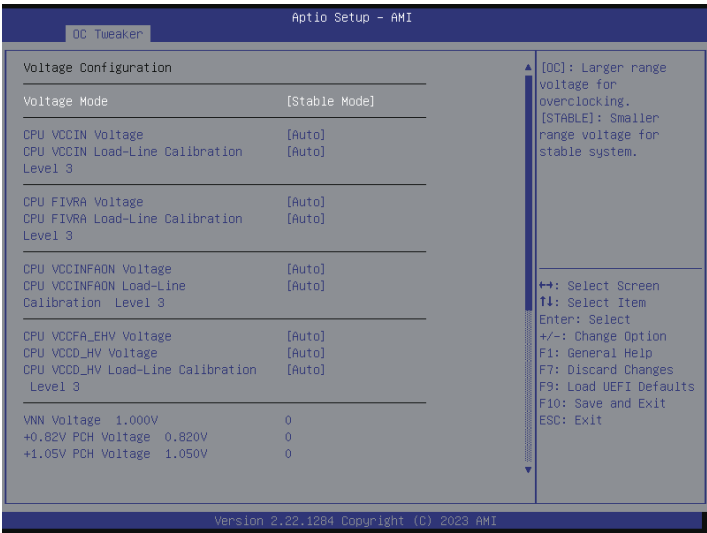 Aptio Setup - AMI
OC Tweaker
Voltage Configuration
Voltage Mode [Stable Mode]
CPU VCCIN Voltage [Auto]
CPU VCCIN Load-Line Calibration [Auto]
Level 3
CPU FIVRA Voltage [Auto]
CPU FIVRA Load-Line Calibration [Auto]
Level 3
CPU VCCINFAON Voltage [Auto]
CPU VCCINFAON Load-Line [Auto]
Calibration Level 3
CPU VCCFA_EHV Voltage [Auto]
CPU VCCD_HV Voltage [Auto]
CPU VCCD_HV Load-Line Calibration [Auto]
Level 3
VNN Voltage 1.000V 0
+0.82V PCH Voltage 0.820V 0
+1.05V PCH Voltage 1.050V 0
[OC]: Larger range
voltage for
overclocking.
[STABLE]: Smaller
range voltage for
stable system.
↔: Select Screen
↑↓: Select Item
Enter: Select
+/-: Change Option
F1: General Help
F7: Discard Changes
F9: Load UEFI Defaults
F10: Save and Exit
ESC: Exit
Version 2.22.1284 Copyright (C) 2023 AMI